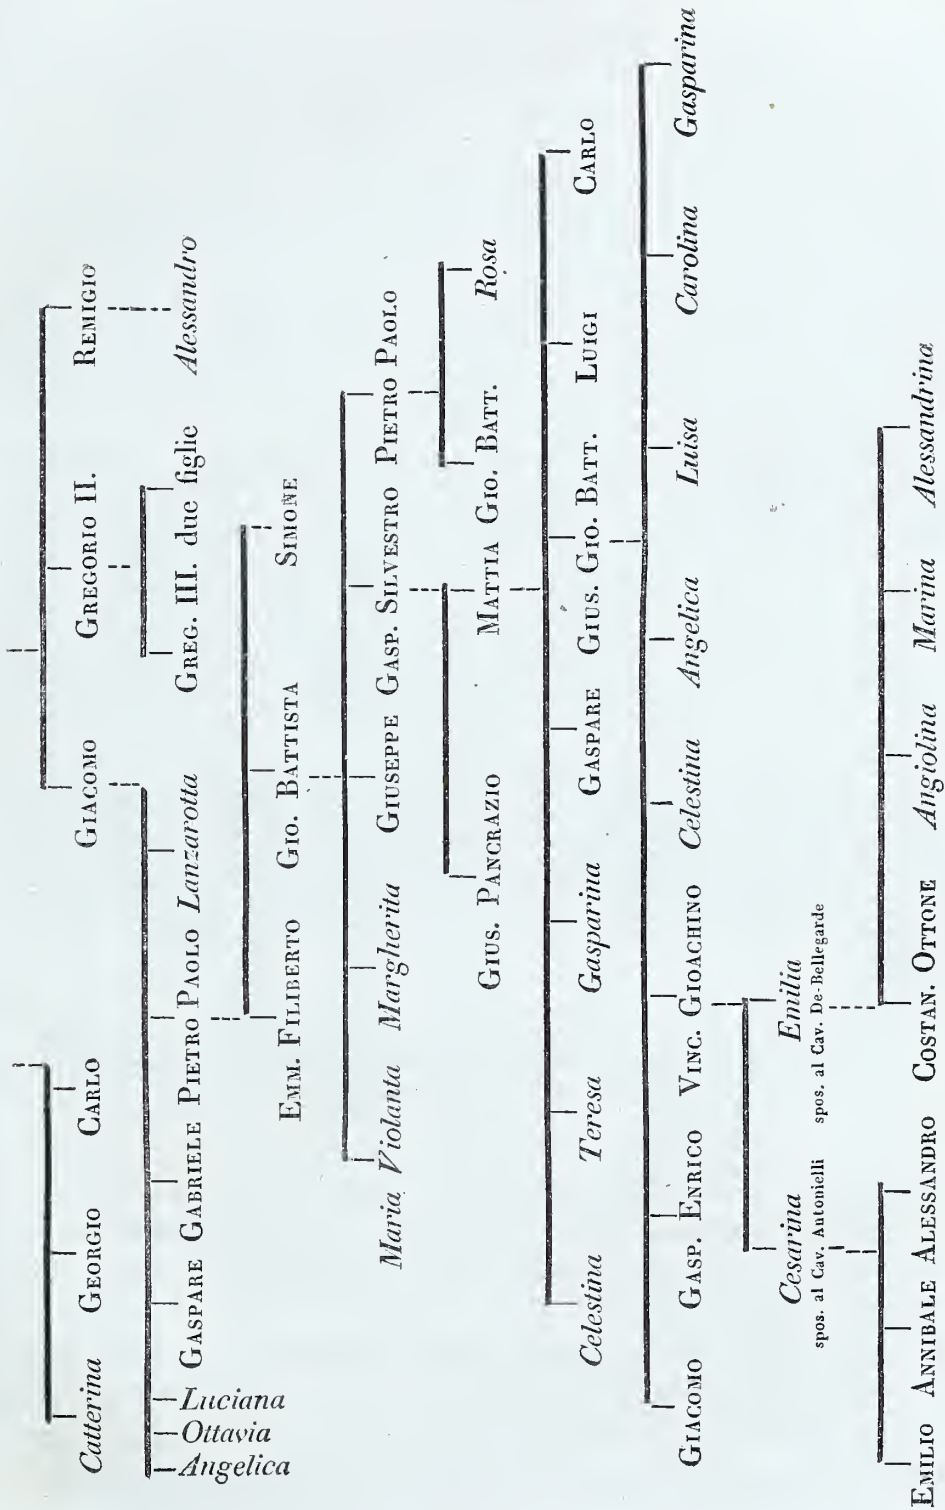 Catterina GEORGIO CARLO GIACOMO GREGORIO II. REMIGIO
Luciana
Ottavia
Angelica
GASPARE GABRIELE PIETRO PAOLO Lanzarotta GREG. III. due figlie Alessandro
EMM. FILIBERTO GIO. BATTISTA SIMONE
Maria Violanta Margherita GIUSEPPE GASP. SILVESTRO PIETRO PAOLO
GIUS. PANCRAZIO MATTIA GIO. BATT. Rosa
Celestina Teresa Gasparina GASPARE GIUS. GIO. BATT. LUIGI CARLO
GIACOMO GASP. ENRICO VINC. GIOACHINO Celestina Angelica Luisa Carolina Gasparina
Cesarina Emilia
spos. al Cav. Antonielli spos. al Cav. De-Bellegarde
EMILIO ANNIBALE ALESSANDRO COSTAN. OTTONE Angiolina Marina Alessandrina